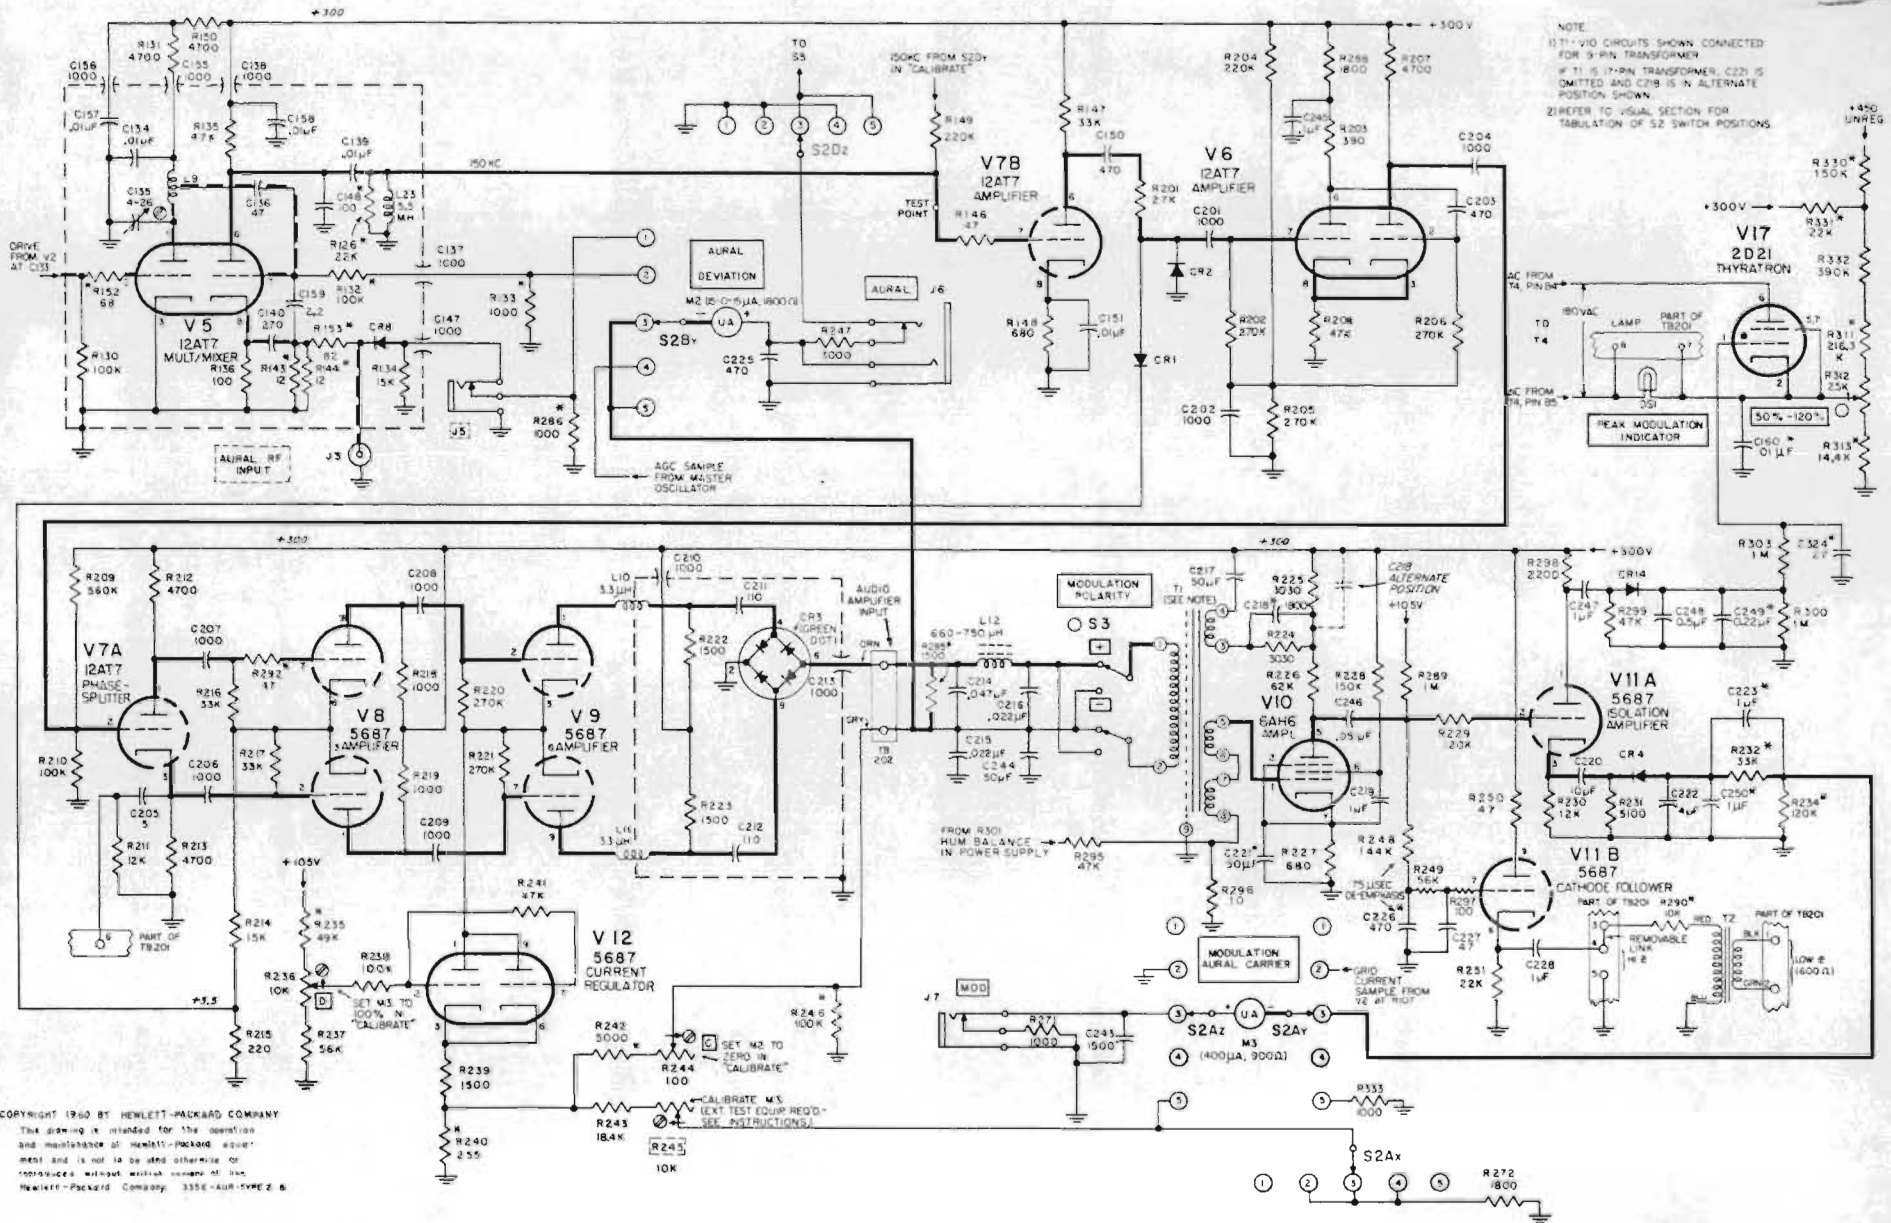 +300
R150
4700
R131
4700
C156
1000
C155
1000
C138
1000
C157
.01µF
C134
.01µF
R135
47K
C158
.01µF
C139
.01µF
150KC
C135
4-26
L9
C136
47
C148
100
L23
5.5
MH
R126*
22K
C137
1000
DRIVE
FROM V2
AT C133
R152
68
R132
100K
C159
2.2
R133
1000
C147
1000
V5
12AT7
MULT/MIXER
C140
270
R153*
82
CR8
R130
100K
R136
100
R143
12
R144
12
R134
15K
AURAL RF
INPUT
J3
J5
R286
1000
TO
S5
1
2
3
4
5
S2Dz
150KC FROM S2Dy
IN "CALIBRATE"
R149
220K
TEST
POINT
R146
47
V7B
12AT7
AMPLIFIER
6
7
8
R147
33K
C150
470
R148
680
C151
.01µF
R201
27K
CR2
CR1
C201
1000
AURAL
DEVIATION
M2 (15-0-15µA, 1800Ω)
UA
AURAL
J6
R247
1000
C225
470
S2By
1
2
3
4
5
AGC SAMPLE
FROM MASTER
OSCILLATOR
R204
220K
V6
12AT7
AMPLIFIER
C245
.1µF
R203
390
R207
4700
+300V
C204
1000
C203
470
R202
270K
R208
47K
R206
270K
C202
1000
R205
270K
NOTE:
1) T1-V10 CIRCUITS SHOWN CONNECTED
FOR 9-PIN TRANSFORMER
IF T1 IS 17-PIN TRANSFORMER, C221 IS
OMITTED AND C218 IS IN ALTERNATE
POSITION SHOWN
2) REFER TO VISUAL SECTION FOR
TABULATION OF S2 SWITCH POSITIONS
+450
UNREG
R330*
150K
+300V
R331*
22K
R332
390K
V17
2D21
THYRATRON
AC FROM
T4, PIN B4
180VAC
TO
T4
LAMP
PART OF
TB201
8
7
DS1
AC FROM
T4, PIN B5
R311
216.3
K
R312
25K
50%-120%
PEAK MODULATION
INDICATOR
C160*
.01µF
R313*
14.4K
+300
R209
560K
R212
4700
C207
1000
V7A
12AT7
PHASE-
SPLITTER
R216
33K
R292
47
R217
33K
R210
100K
C206
1000
C205
5
R211
12K
R213
4700
PART OF
TB201
V8
5687
AMPLIFIER
C208
1000
R218
1000
R219
1000
C209
1000
R220
270K
R221
270K
V9
5687
AMPLIFIER
L10
3.3µH
C210
1000
C211
110
R222
1500
CR3
(GREEN
DOT)
R223
1500
L11
3.3µH
C212
110
C213
1000
AUDIO
AMPLIFIER
INPUT
ORN
GRY
TB
202
L12
660-750µH
1500
C214
.047µF
C216
.022µF
C215
.022µF
C244
50µF
MODULATION
POLARITY
S3
+
-
T1
(SEE NOTE)
C217
50µF
+300
R225
3030
C218*
1800
C218
ALTERNATE
POSITION
+105V
R224
3030
R226
62K
R228
150K
R289
1M
V10
6AH6
AMPL
C246
.05µF
R229
120K
C219
1µF
C221*
50µF
R227
680
R248
144K
FROM R301
HUM BALANCE
IN POWER SUPPLY
R295
47K
R296
10
75 µSEC
DE-EMPHASIS
C226
470
R249
56K
C227
47
R297
100
R298
2200
+300V
R303
1M
C324*
27
C247
1µF
CR14
R299
47K
C248
0.5µF
C249*
0.22µF
R300
1M
V11A
5687
ISOLATION
AMPLIFIER
C223*
1µF
R232*
33K
CR4
C220
10µF
R230
12K
R231
5100
C222
4µF
C250*
1µF
R234*
120K
R250
47
V11B
5687
CATHODE FOLLOWER
PART OF TB201
R290*
10K
RED
T2
PART OF TB201
BLK
REMOVABLE
LINK
HI Z
LOW Z
(600Ω)
BLU
C228
1µF
R251
22K
+105V
R214
15K
R235
49K
R236
10K
D
SET M3 TO
100% IN
"CALIBRATE"
R238
100K
R241
47K
V12
5687
CURRENT
REGULATOR
R215
220
R237
56K
R239
1500
R240
255
R242
5000
R244
100
C
SET M2 TO
ZERO IN
"CALIBRATE"
R243
18.4K
R245
10K
CALIBRATE M3
(EXT. TEST EQUIP REQ'D-
SEE INSTRUCTIONS)
R246
100K
J7
MOD
R271
1000
C243
1500
MODULATION
AURAL CARRIER
GRID
CURRENT
SAMPLE FROM
S2Az
UA
S2Ay
M3
(400µA, 900Ω)
R333
1000
S2Ax
1
2
3
4
5
R272
1800
COPYRIGHT 1960 BY HEWLETT-PACKARD COMPANY
This drawing is intended for the operation
and maintenance of Hewlett-Packard equip-
ment and is not to be used otherwise or
reproduced without written consent of the
Hewlett-Packard Company.